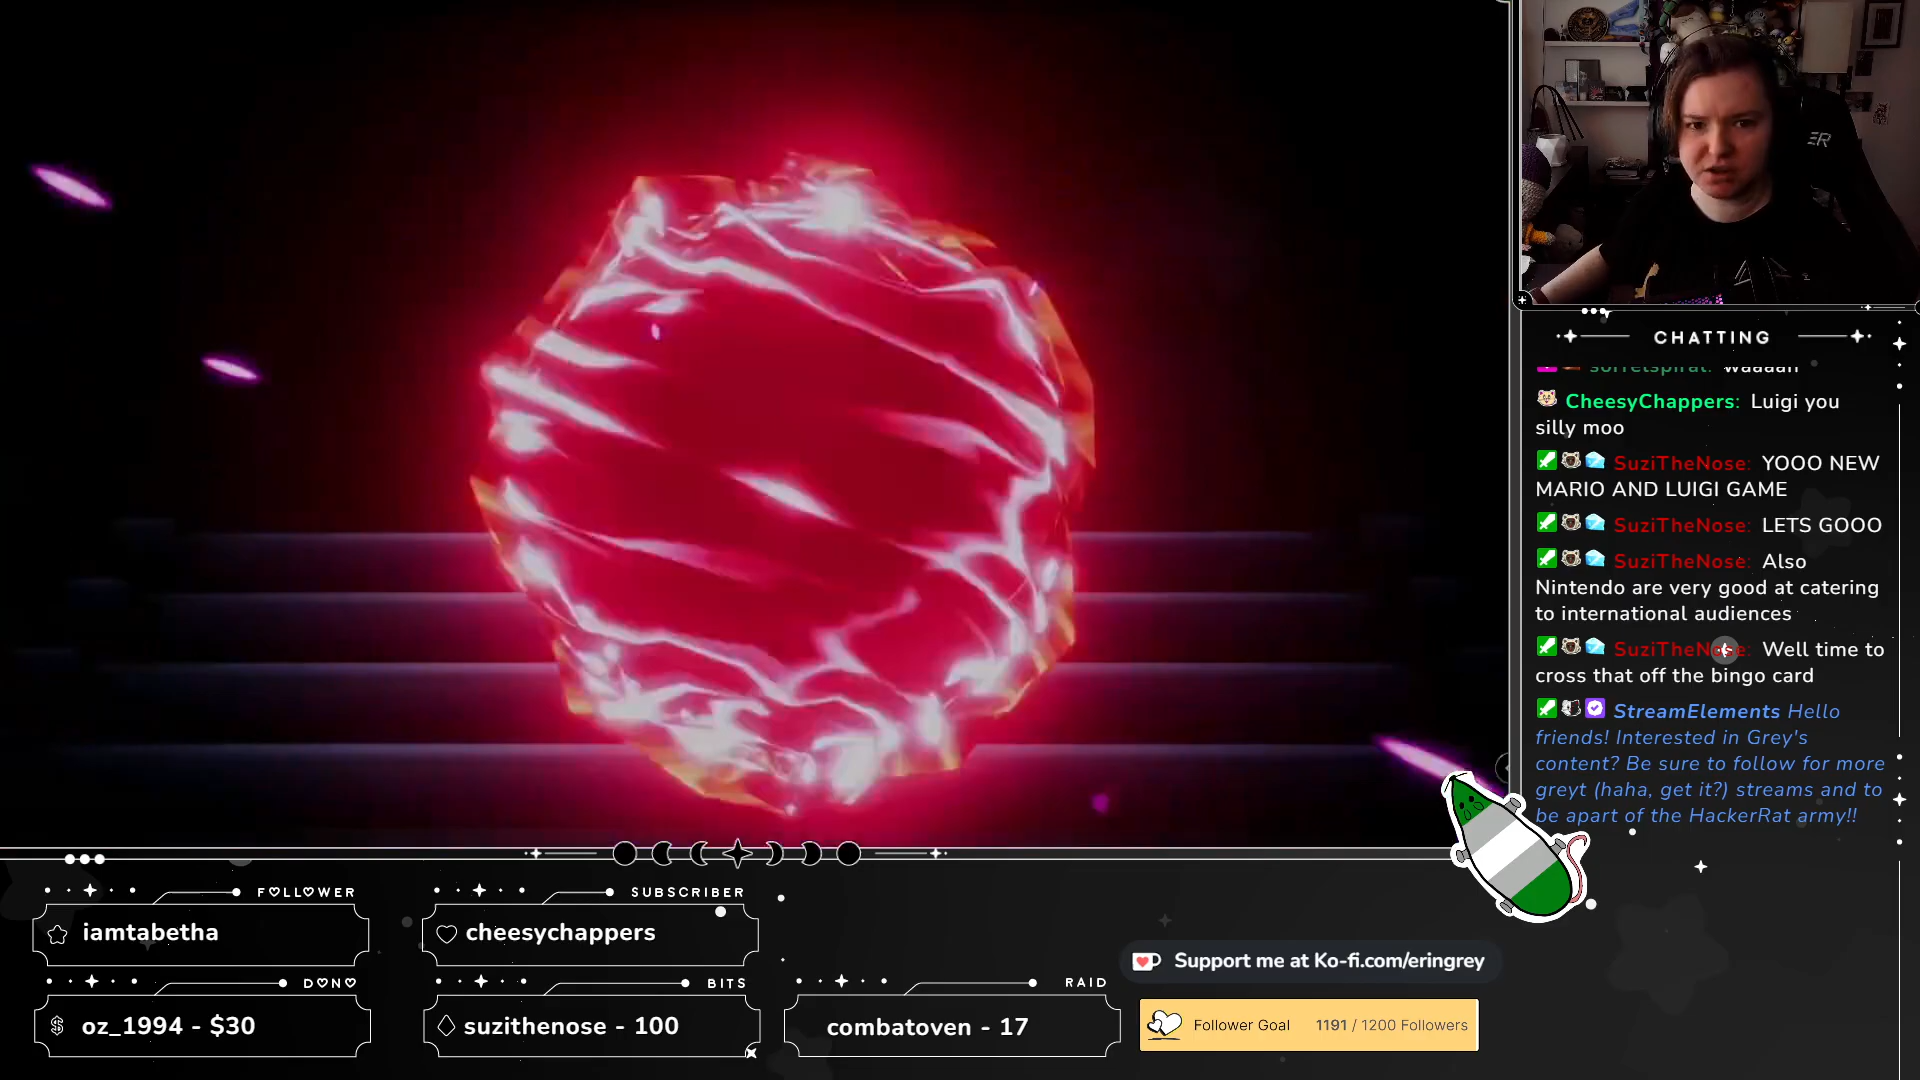 CHATTING
sorrelspiral: waaaah
CheesyChappers: Luigi you
silly moo
SuziTheNose: YOOO NEW
MARIO AND LUIGI GAME
SuziTheNose: LETS GOOO
SuziTheNose: Also
Nintendo are very good at catering
to international audiences
SuziTheNose: Well time to
cross that off the bingo card
StreamElements Hello
friends! Interested in Grey's
content? Be sure to follow for more
greyt (haha, get it?) streams and to
be apart of the HackerRat army!!
FOLLOWER
iamtabetha
SUBSCRIBER
cheesychappers
DONO
oz_1994 - $30
BITS
suzithenose - 100
RAID
combatoven - 17
Support me at Ko-fi.com/eringrey
Follower Goal 1191 / 1200 Followers